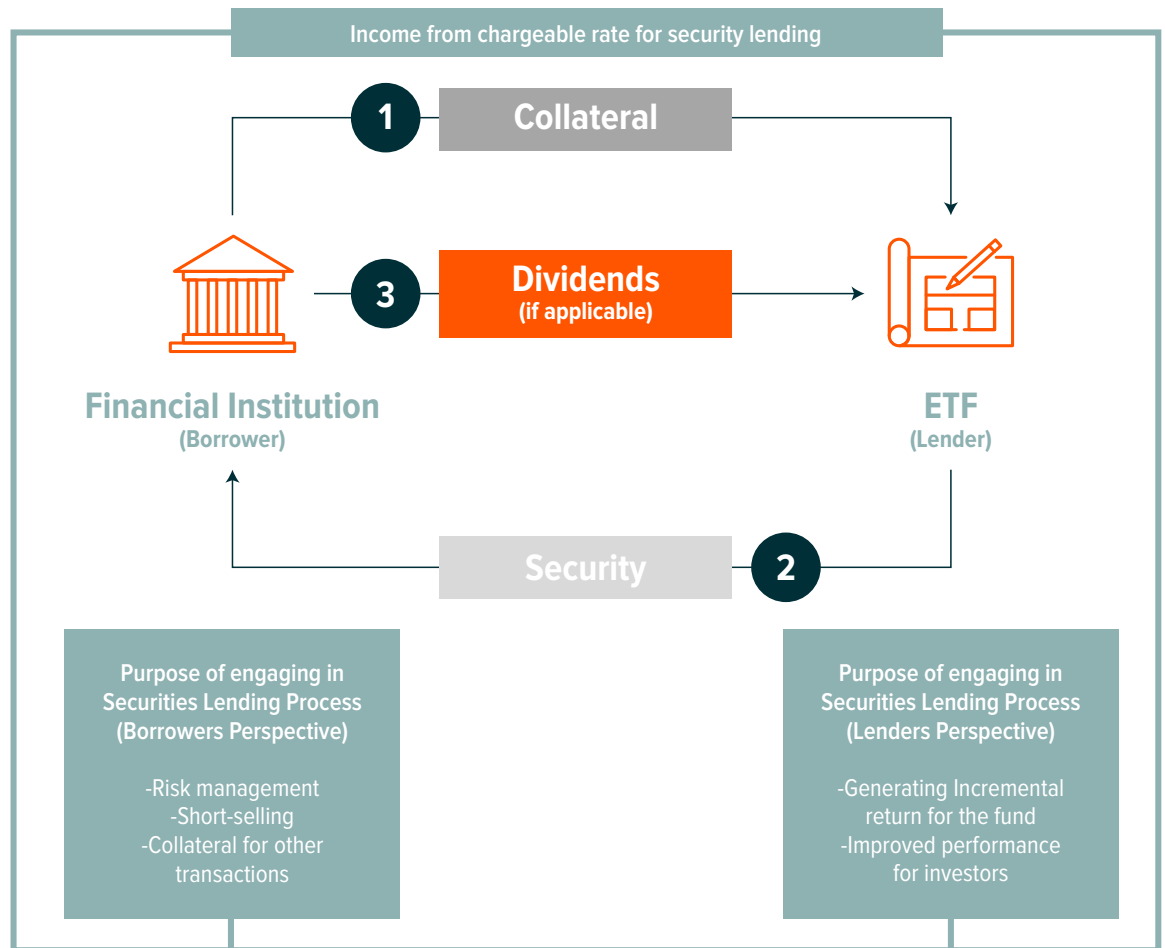 Income from chargeable rate for security lending
1
Collateral
3
Dividends
(if applicable)
Financial Institution
(Borrower)
ETF
(Lender)
Security
2
Purpose of engaging in
Securities Lending Process
(Borrowers Perspective)
-Risk management
-Short-selling
-Collateral for other
transactions
Purpose of engaging in
Securities Lending Process
(Lenders Perspective)
-Generating Incremental
return for the fund
-Improved performance
for investors